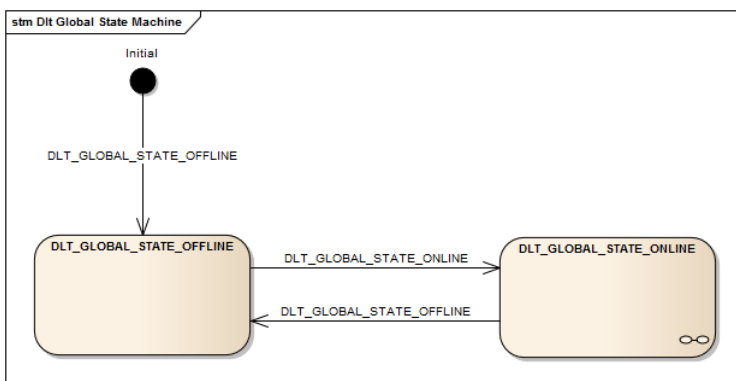 stm Dlt Global State Machine
Initial
DLT_GLOBAL_STATE_OFFLINE
DLT_GLOBAL_STATE_OFFLINE
DLT_GLOBAL_STATE_ONLINE
DLT_GLOBAL_STATE_ONLINE
DLT_GLOBAL_STATE_OFFLINE